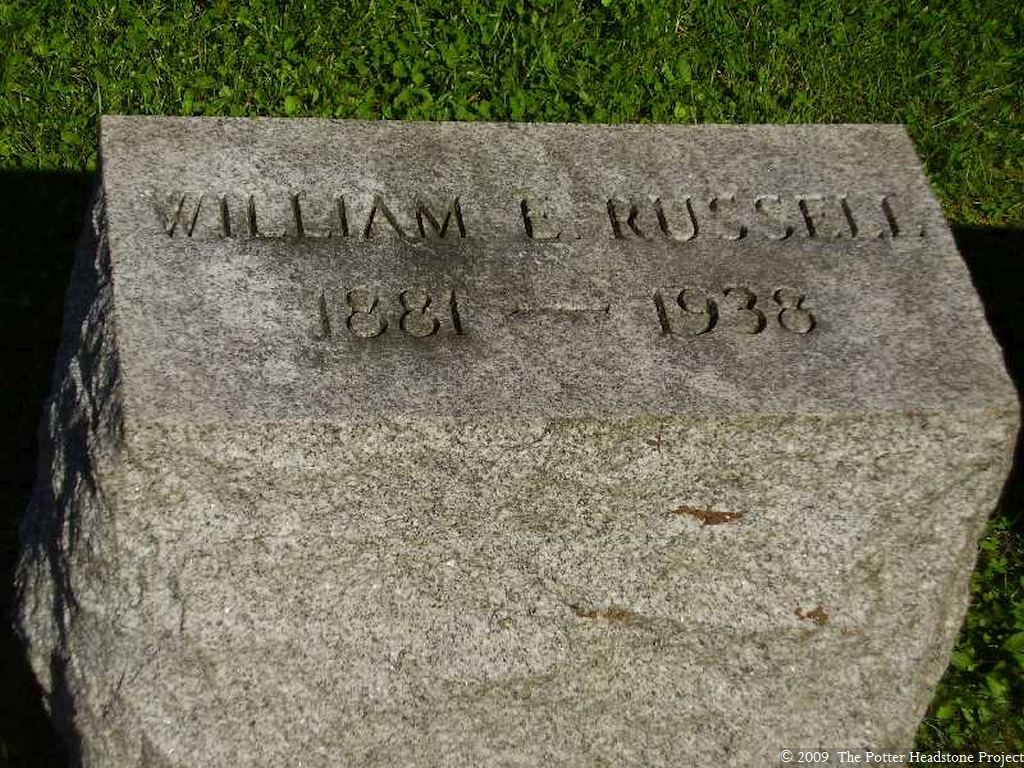 WILLIAM E. RUSSELL
1881 — 1938
© 2009 The Potter Headstone Project